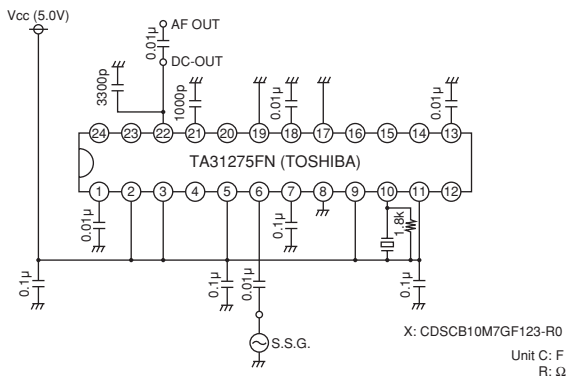 Vcc (5.0V)
AF OUT
0.01μ
DC-OUT
3300p
1000p
0.01μ
0.01μ
24 23 22 21 20 19 18 17 16 15 14 13
TA31275FN (TOSHIBA)
1 2 3 4 5 6 7 8 9 10 11 12
0.01μ
0.1μ
1.8k
0.1μ
0.1μ
0.01μ
0.1μ
S.S.G.
X: CDSCB10M7GF123-R0
Unit C: F
R: Ω